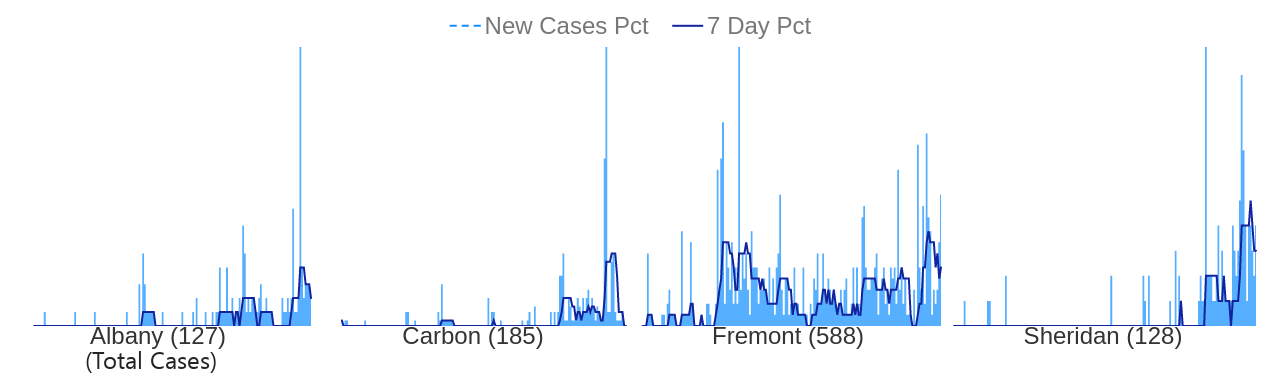 New Cases Pct 7 Day Pct
Albany (127) Carbon (185) Fremont (588) Sheridan (128)
(Total Cases)